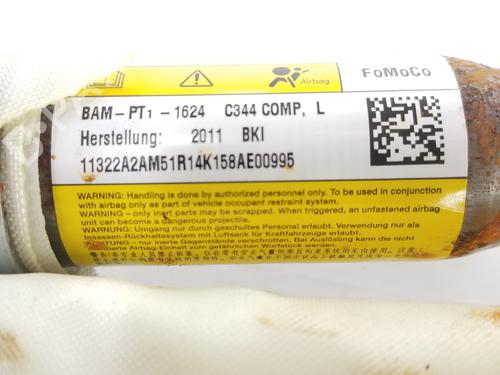 Airbag
FoMoCo
BAM-PT1-1624 C344 COMP, L
Herstellung: 2011 BKI
11322A2AM51R14K158AE00995
WARNING: Handling is done by authorized personnel only. To be used in conjunction
with airbag only as part of vehicle occupant restraint system.
WARNING - only inert parts may be scrapped. When triggered, an unfastened airbag
unit can become a projectile.
WARNUNG: Umgang nur durch geschultes Personal erlaubt. Verwendung nur als
Insassen-Rückhaltesystem mit Luftsack für Kraftfahrzeuge erlaubt.
WARNUNG - nur inerte Gegenstände verschrotten. Bei Auslösung kann die nicht
montierte Airbag-Einheit zum gefährlichen Wurfstück werden.